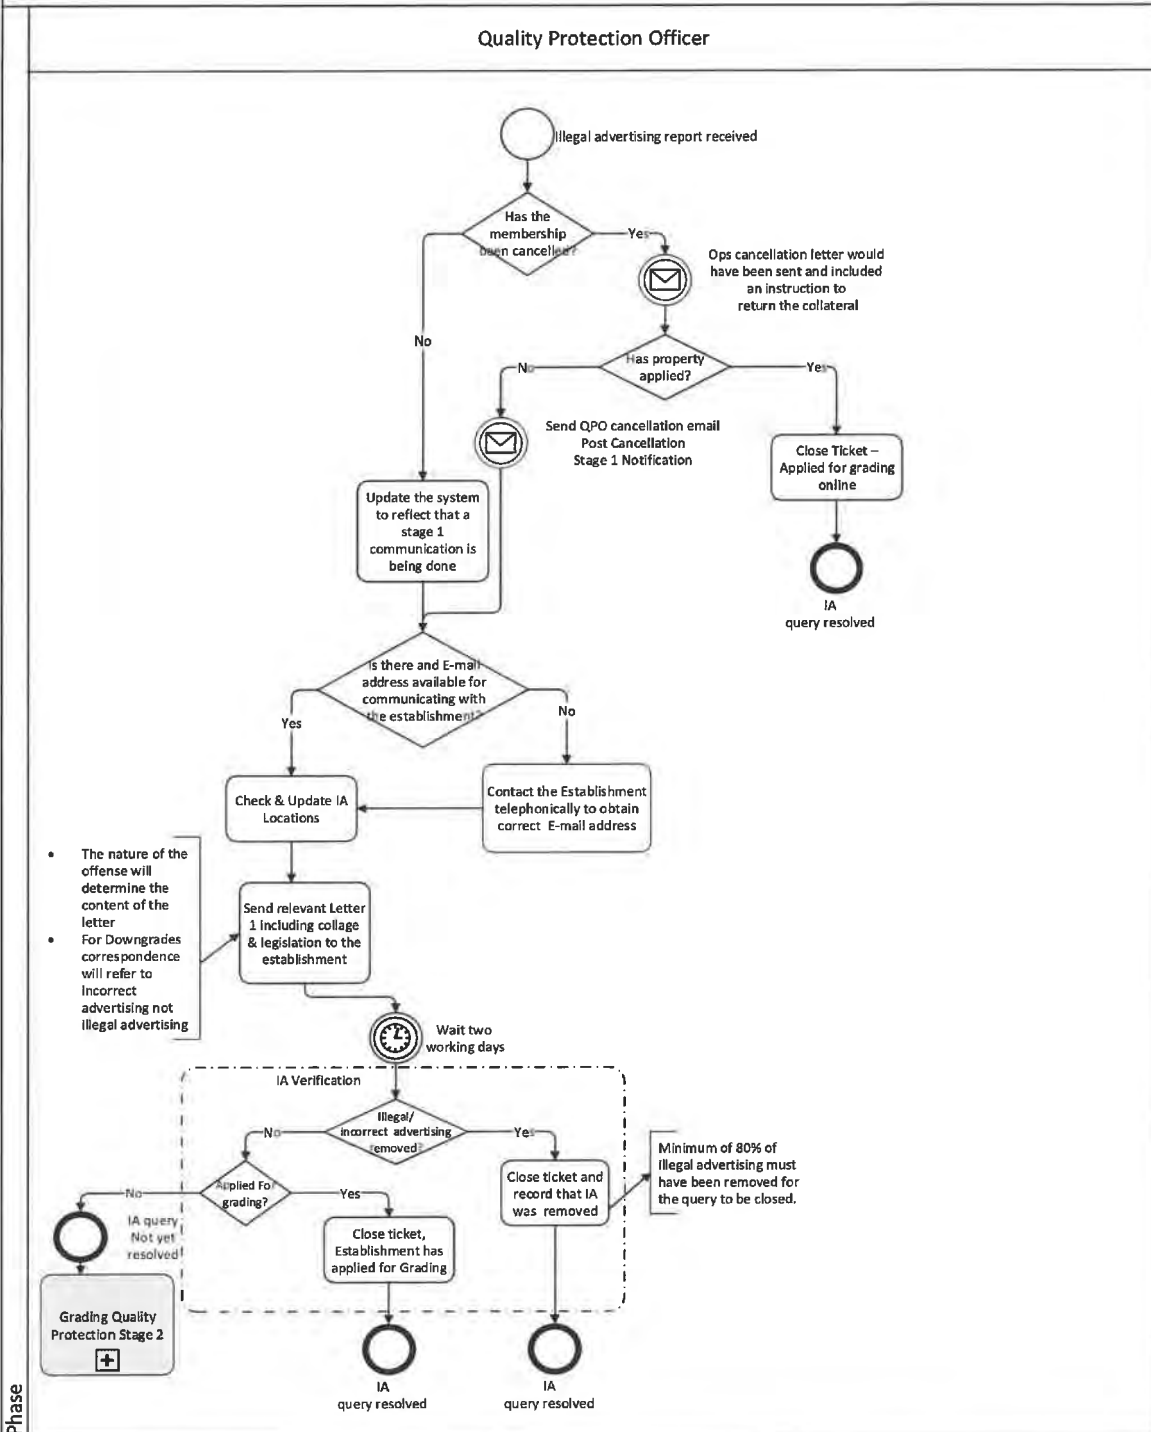 Quality Protection Officer
Illegal advertising report received
Has the
membership
been cancelled?
Yes
No
Ops cancellation letter would
have been sent and included
an instruction to
return the collateral
Has property
applied?
No
Yes
Send QPO cancellation email
Post Cancellation
Stage 1 Notification
Close Ticket –
Applied for grading
online
Update the system
to reflect that a
stage 1
communication is
being done
IA
query resolved
Is there and E-mail
address available for
communicating with
the establishment?
Yes
No
Check & Update IA
Locations
Contact the Establishment
telephonically to obtain
correct E-mail address
• The nature of the
offense will
determine the
content of the
letter
• For Downgrades
correspondence
will refer to
Incorrect
advertising not
illegal advertising
Send relevant Letter
1 including collage
& legislation to the
establishment
Wait two
working days
IA Verification
Illegal/
incorrect advertising
removed?
No
Yes
Close ticket and
record that IA
was removed
Minimum of 80% of
illegal advertising must
have been removed for
the query to be closed.
Applied For
grading?
No
Yes
IA query
Not yet
resolved
Close ticket,
Establishment has
applied for Grading
Grading Quality
Protection Stage 2
IA
query resolved
IA
query resolved
Phase